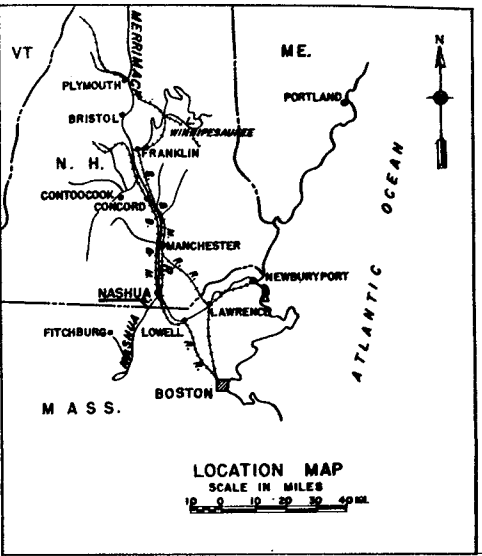 N
VT
MERRIMACK
ME.
PLYMOUTH
PORTLAND
BRISTOL
WINNIPESAUKEE
FRANKLIN
N. H.
CONTOOCOOK
CONCORD
OCEAN
MANCHESTER
NEWBURYPORT
NASHUA
LAWRENCE
ATLANTIC
FITCHBURG
NASHUA
LOWELL
BOSTON
MASS.
LOCATION MAP
SCALE IN MILES
10 0 10 20 30 40 MI.